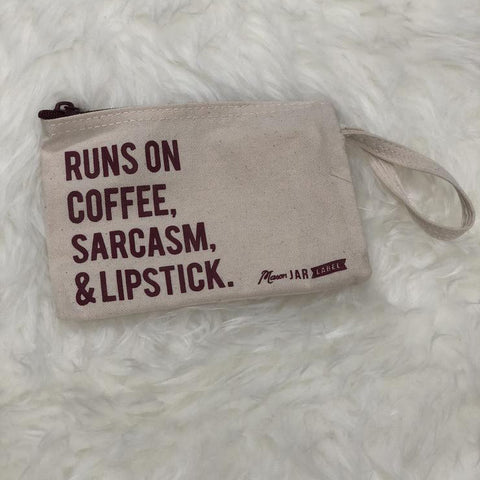 RUNS ON
COFFEE,
SARCASM,
& LIPSTICK.
Mason JAR LABEL